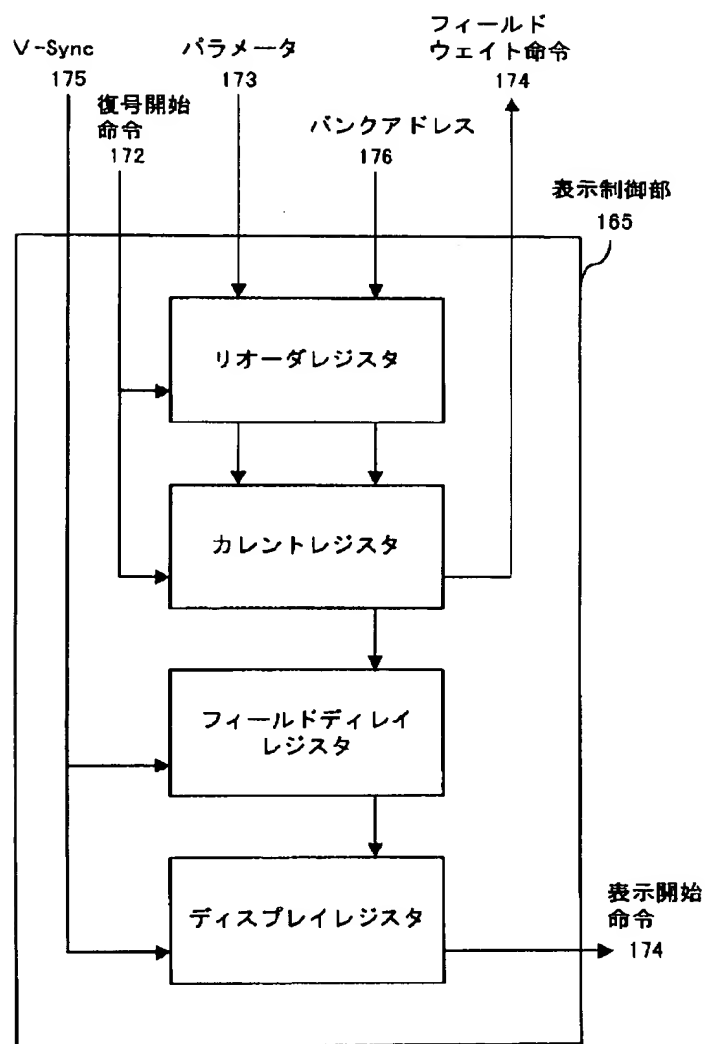 V-Sync
175
パラメータ
173
フィールド
ウェイト命令
174
復号開始
命令
172
バンクアドレス
176
表示制御部
165
リオーダレジスタ
カレントレジスタ
フィールドディレイ
レジスタ
ディスプレイレジスタ
表示開始
命令
174